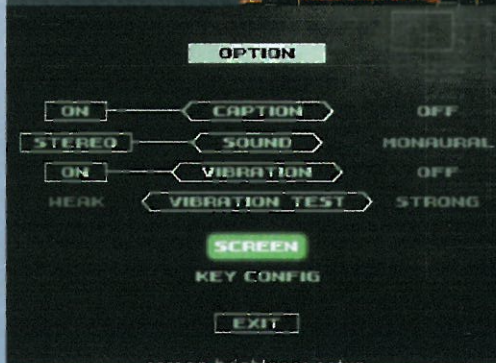 OPTION
ON CAPTION OFF
STEREO SOUND MONAURAL
ON VIBRATION OFF
WEAK VIBRATION TEST STRONG
SCREEN
KEY CONFIG
EXIT